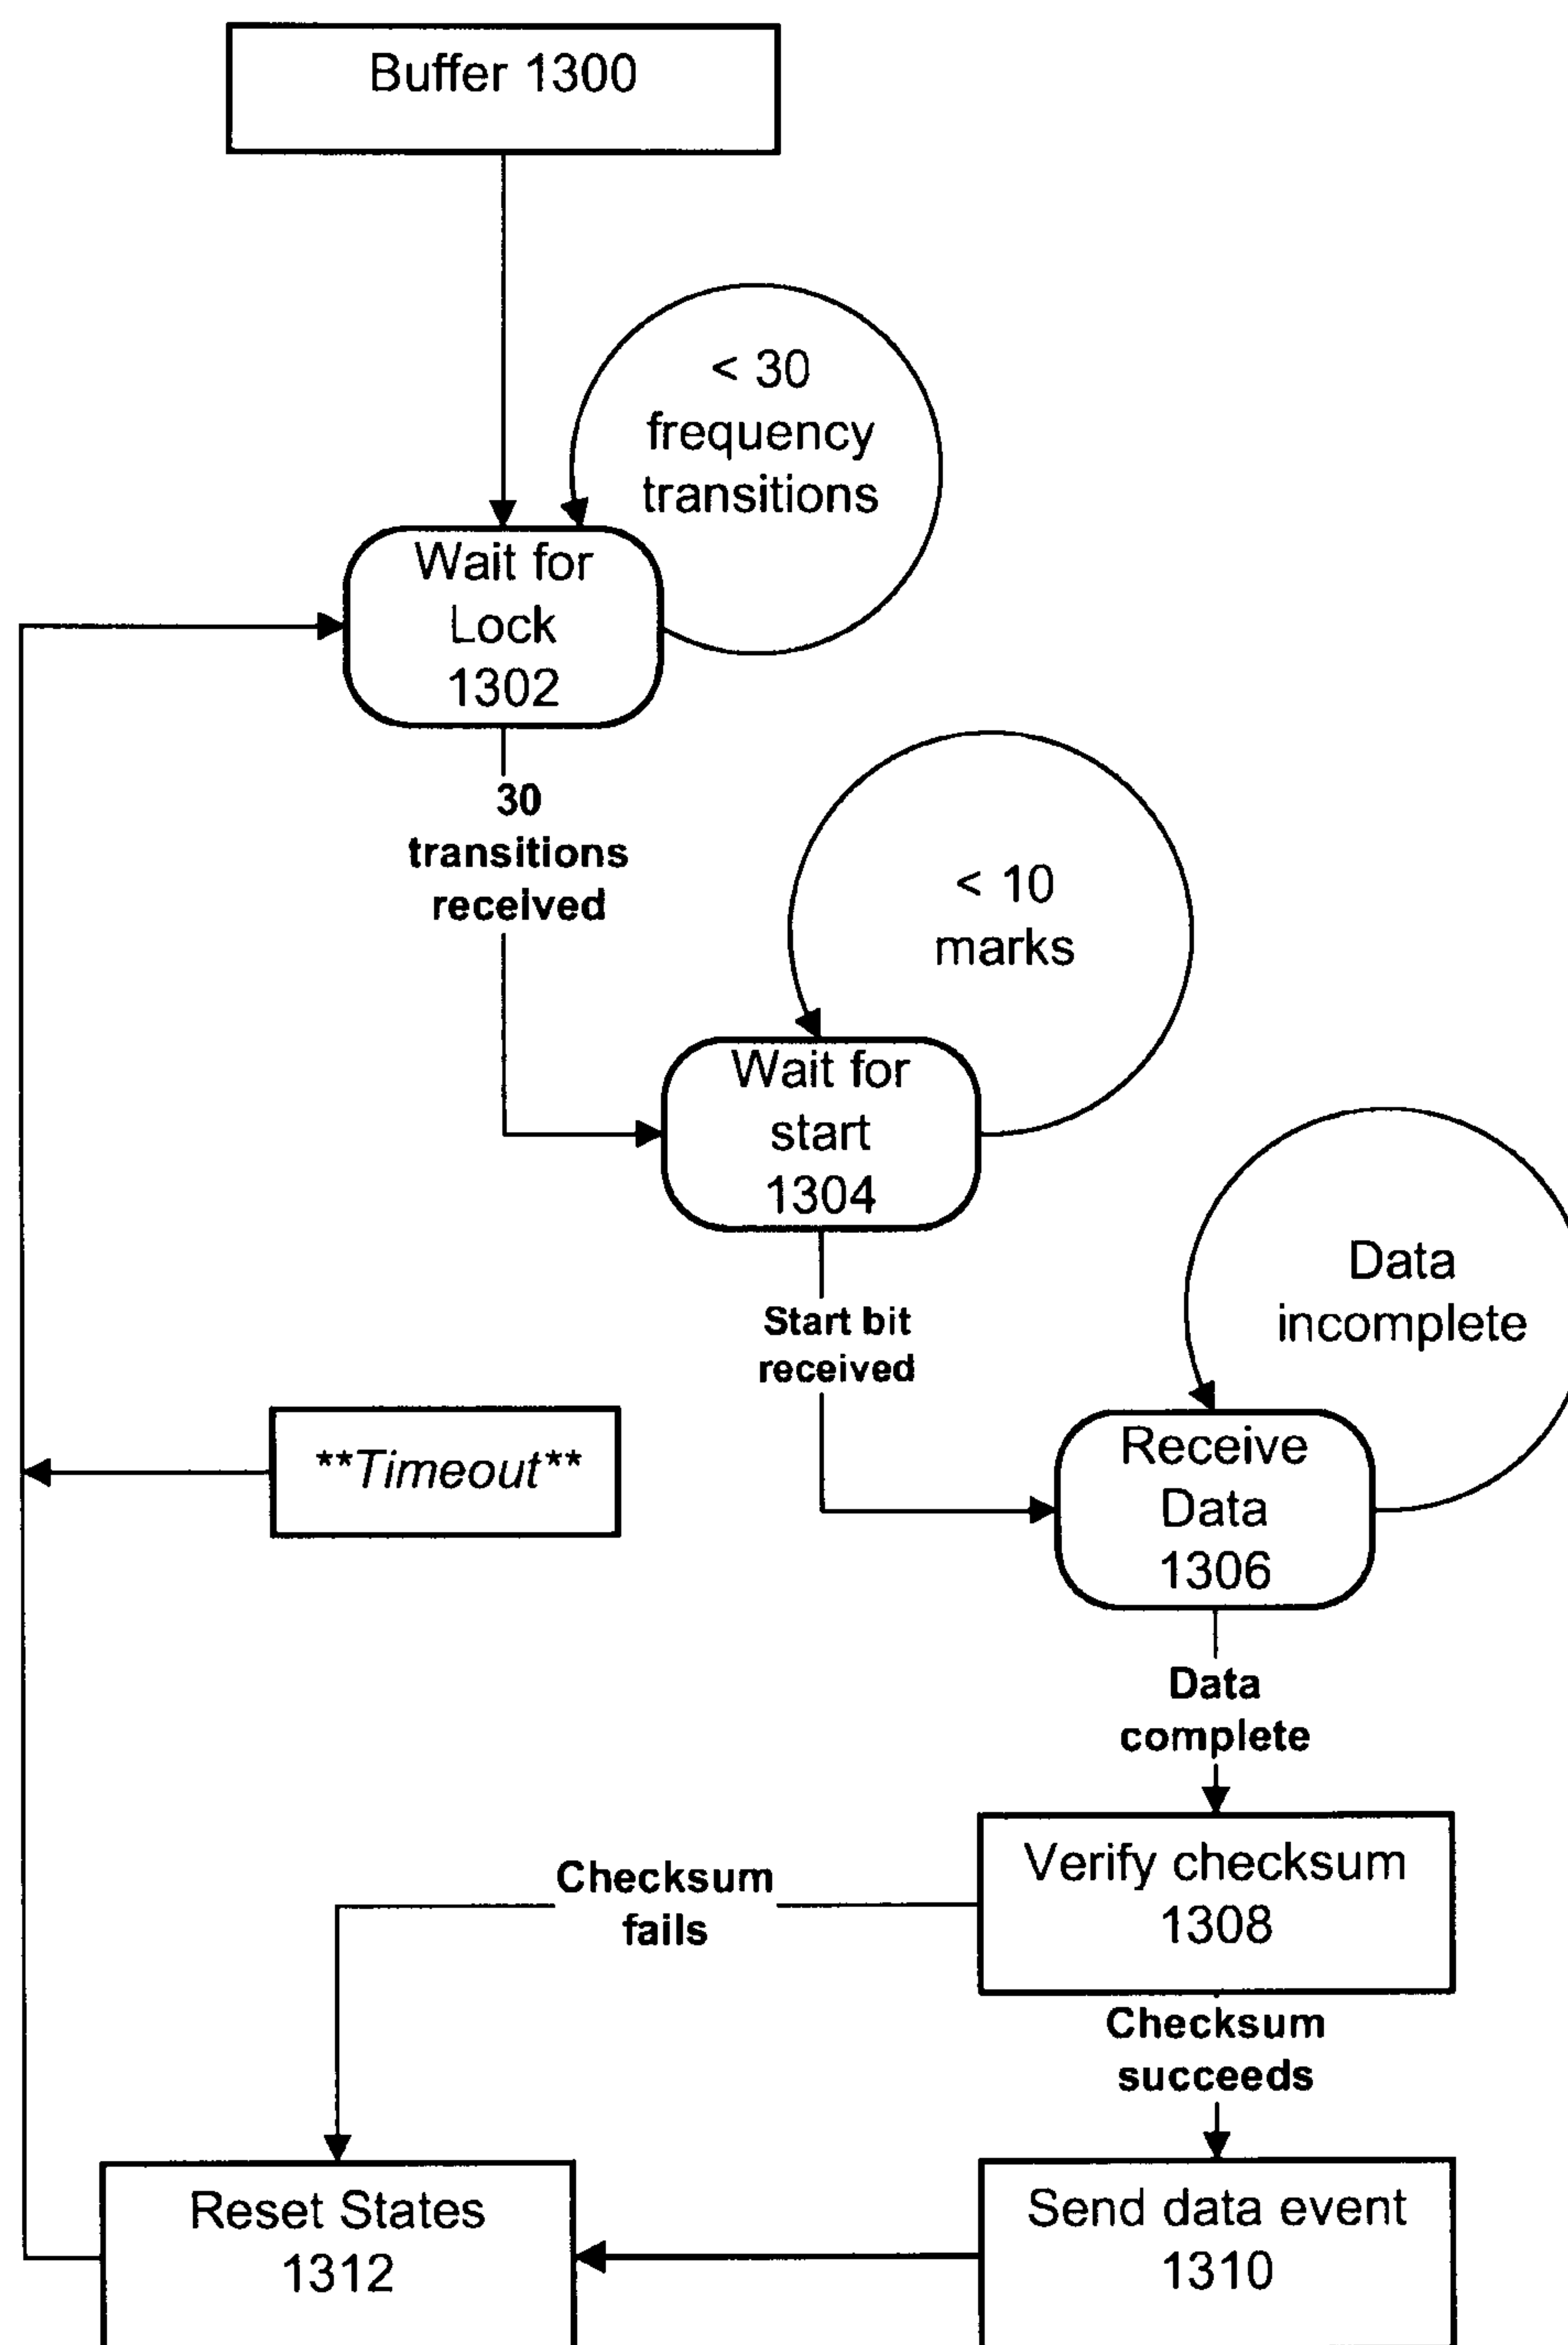 Buffer 1300
< 30
frequency
transitions
Wait for
Lock
1302
30
transitions
received
< 10
marks
Wait for
start
1304
Start bit
received
Data
incomplete
**Timeout**
Receive
Data
1306
Data
complete
Verify checksum
1308
Checksum
fails
Checksum
succeeds
Reset States
1312
Send data event
1310